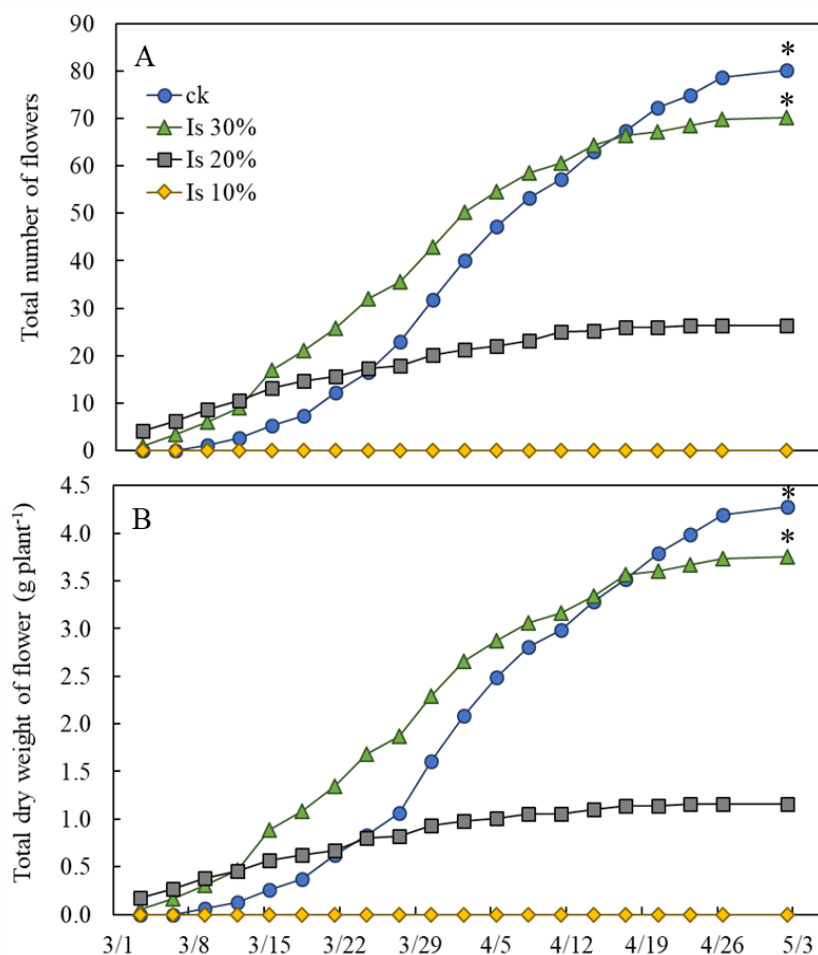 A
90
80
70
60
50
40
30
20
10
0
Total number of flowers
ck
Is 30%
Is 20%
Is 10%
*
*
B
4.5
4.0
3.5
3.0
2.5
2.0
1.5
1.0
0.5
0.0
Total dry weight of flower (g plant⁻¹)
*
*
3/1 3/8 3/15 3/22 3/29 4/5 4/12 4/19 4/26 5/3